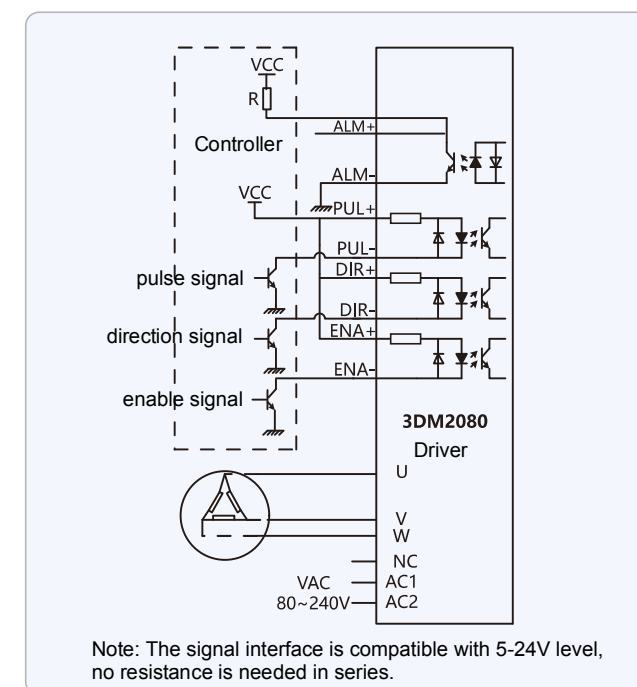 VCC
R
ALM+
Controller
ALM-
VCC
PUL+
PUL-
pulse signal
DIR+
DIR-
direction signal
ENA+
ENA-
enable signal
3DM2080
Driver
U
V
W
NC
VAC
AC1
80~240V
AC2
Note: The signal interface is compatible with 5-24V level,
no resistance is needed in series.